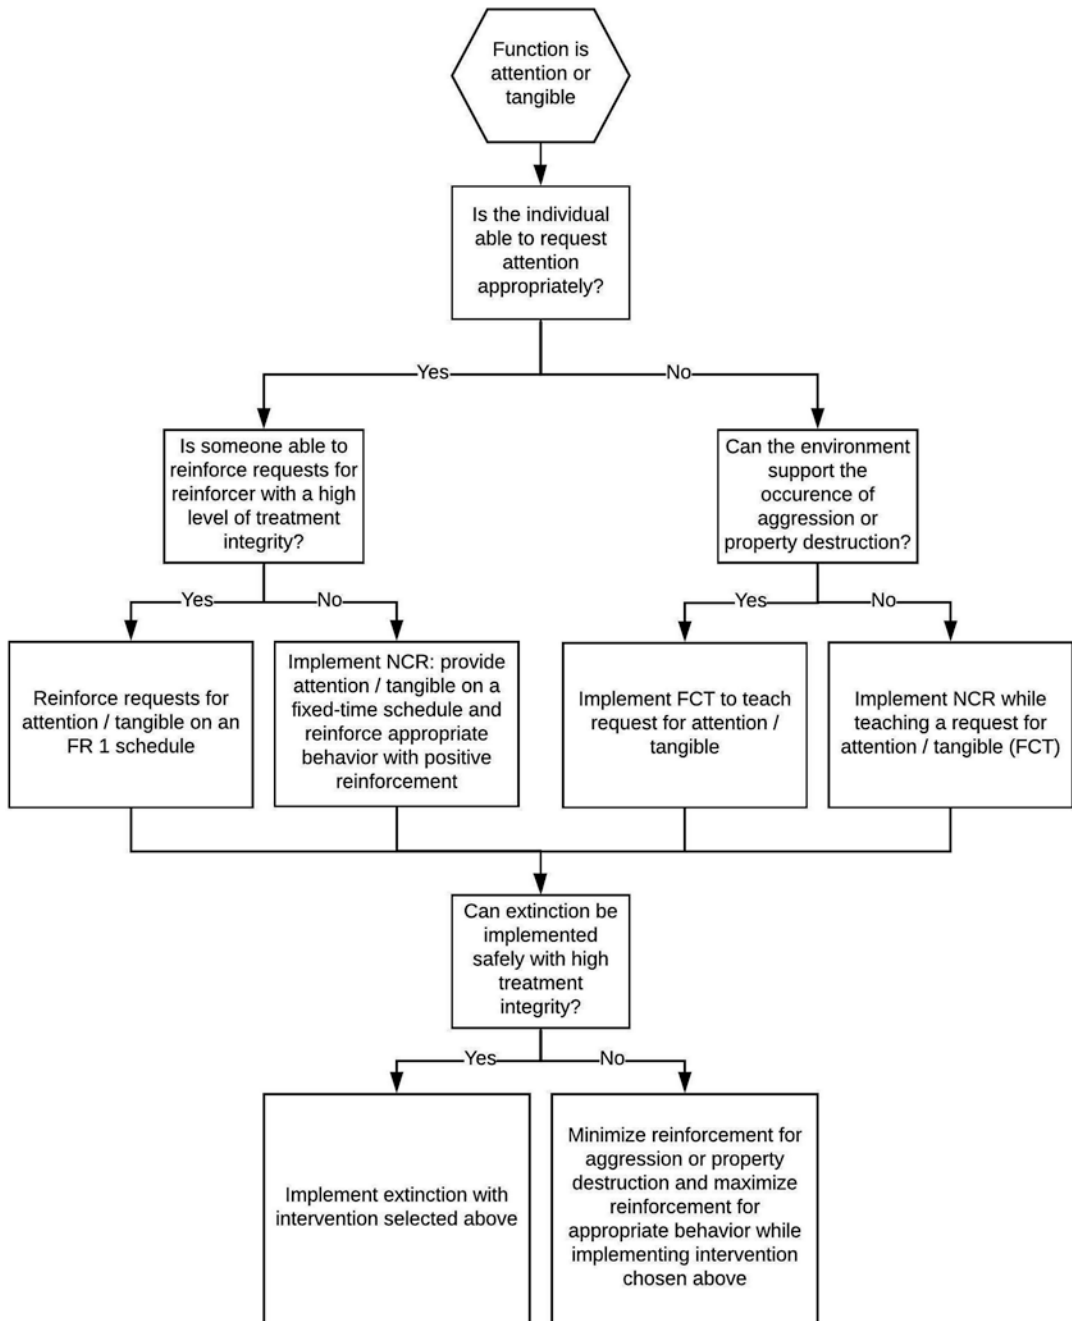 Function is
attention or
tangible
Is the individual
able to request
attention
appropriately?
Yes
No
Is someone able to
reinforce requests for
reinforcer with a high
level of treatment
integrity?
Can the environment
support the
occurence of
aggression or
property destruction?
Yes
No
Yes
No
Reinforce requests for
attention / tangible on an
FR 1 schedule
Implement NCR: provide
attention / tangible on a
fixed-time schedule and
reinforce appropriate
behavior with positive
reinforcement
Implement FCT to teach
request for attention /
tangible
Implement NCR while
teaching a request for
attention / tangible (FCT)
Can extinction be
implemented
safely with high
treatment
integrity?
Yes
No
Implement extinction with
intervention selected above
Minimize reinforcement for
aggression or property
destruction and maximize
reinforcement for
appropriate behavior while
implementing intervention
chosen above